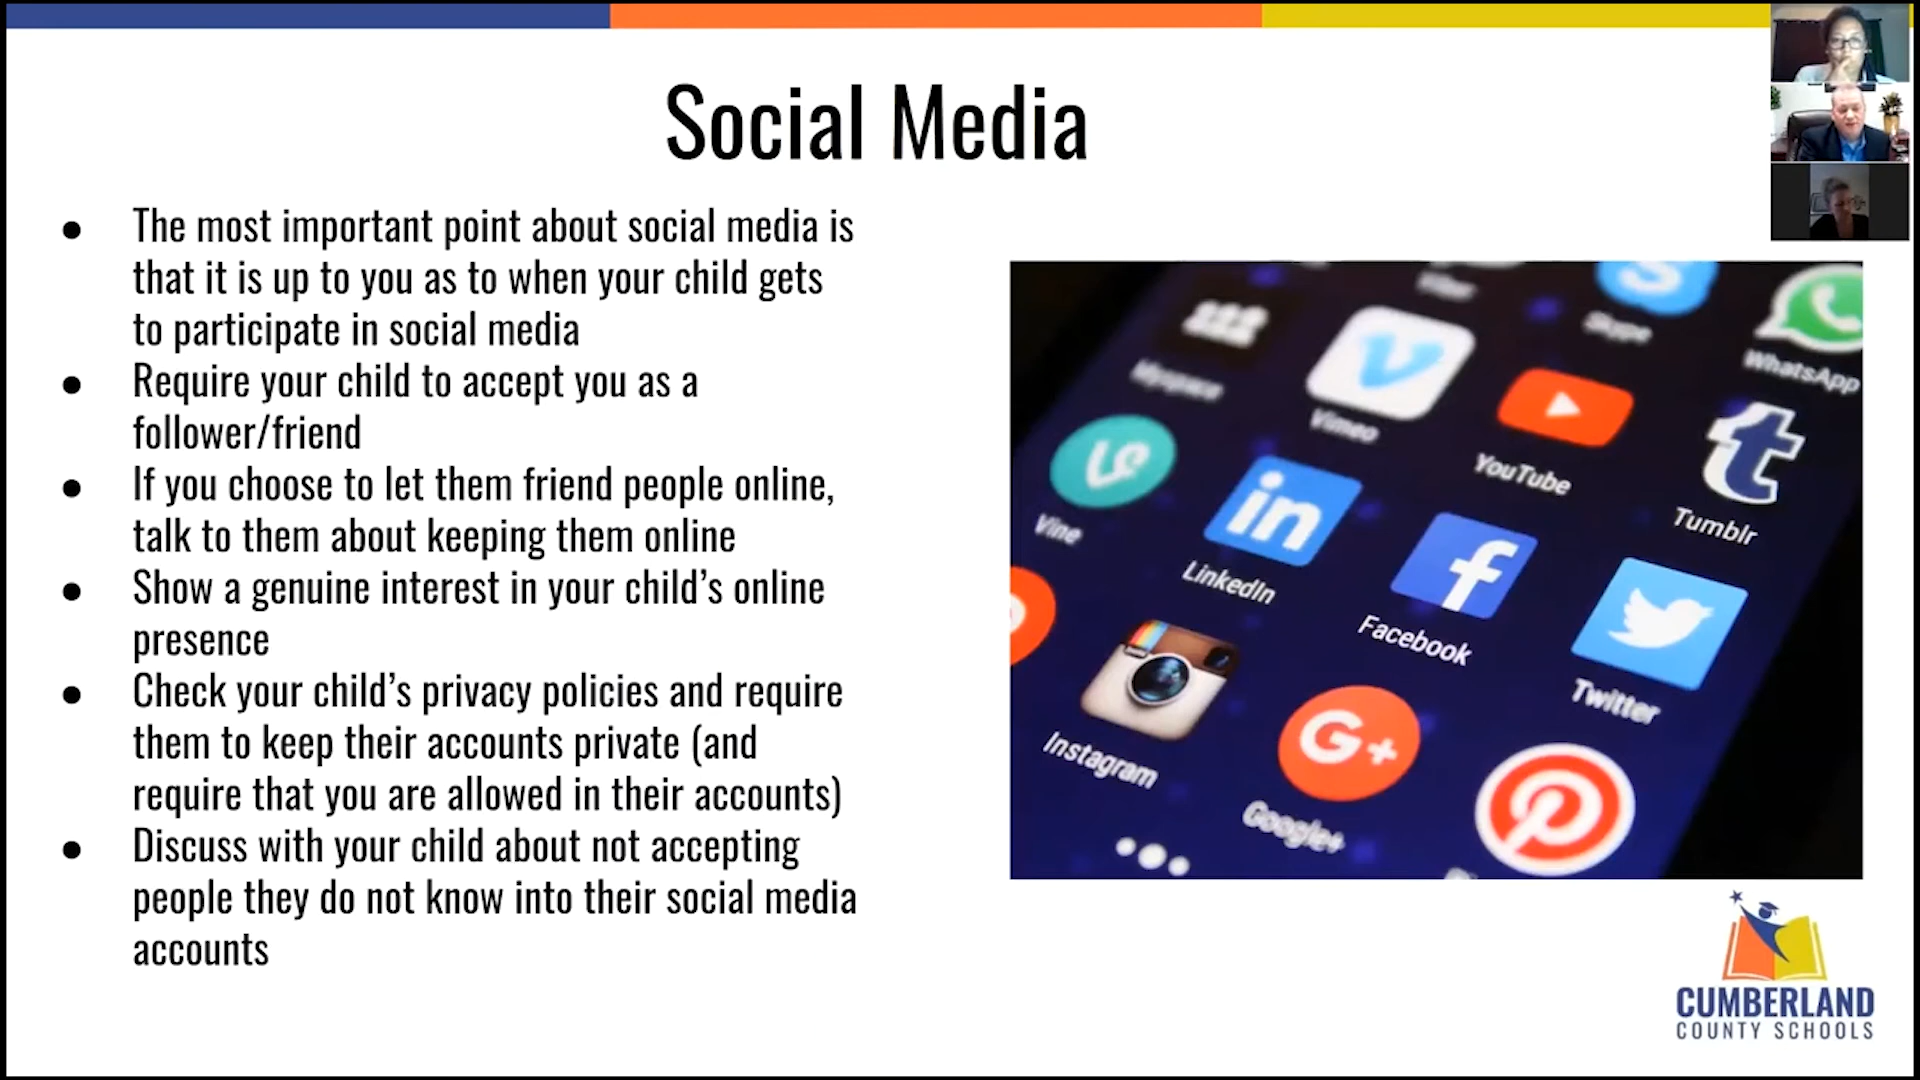 Social Media
● The most important point about social media is
that it is up to you as to when your child gets
to participate in social media
● Require your child to accept you as a
follower/friend
● If you choose to let them friend people online,
talk to them about keeping them online
● Show a genuine interest in your child’s online
presence
● Check your child’s privacy policies and require
them to keep their accounts private (and
require that you are allowed in their accounts)
● Discuss with your child about not accepting
people they do not know into their social media
accounts
Viber
Skype
WhatsApp
Myspace
Vimeo
YouTube
Tumblr
Vine
in
LinkedIn
Facebook
Twitter
Instagram
G+
Google+
CUMBERLAND
COUNTY SCHOOLS